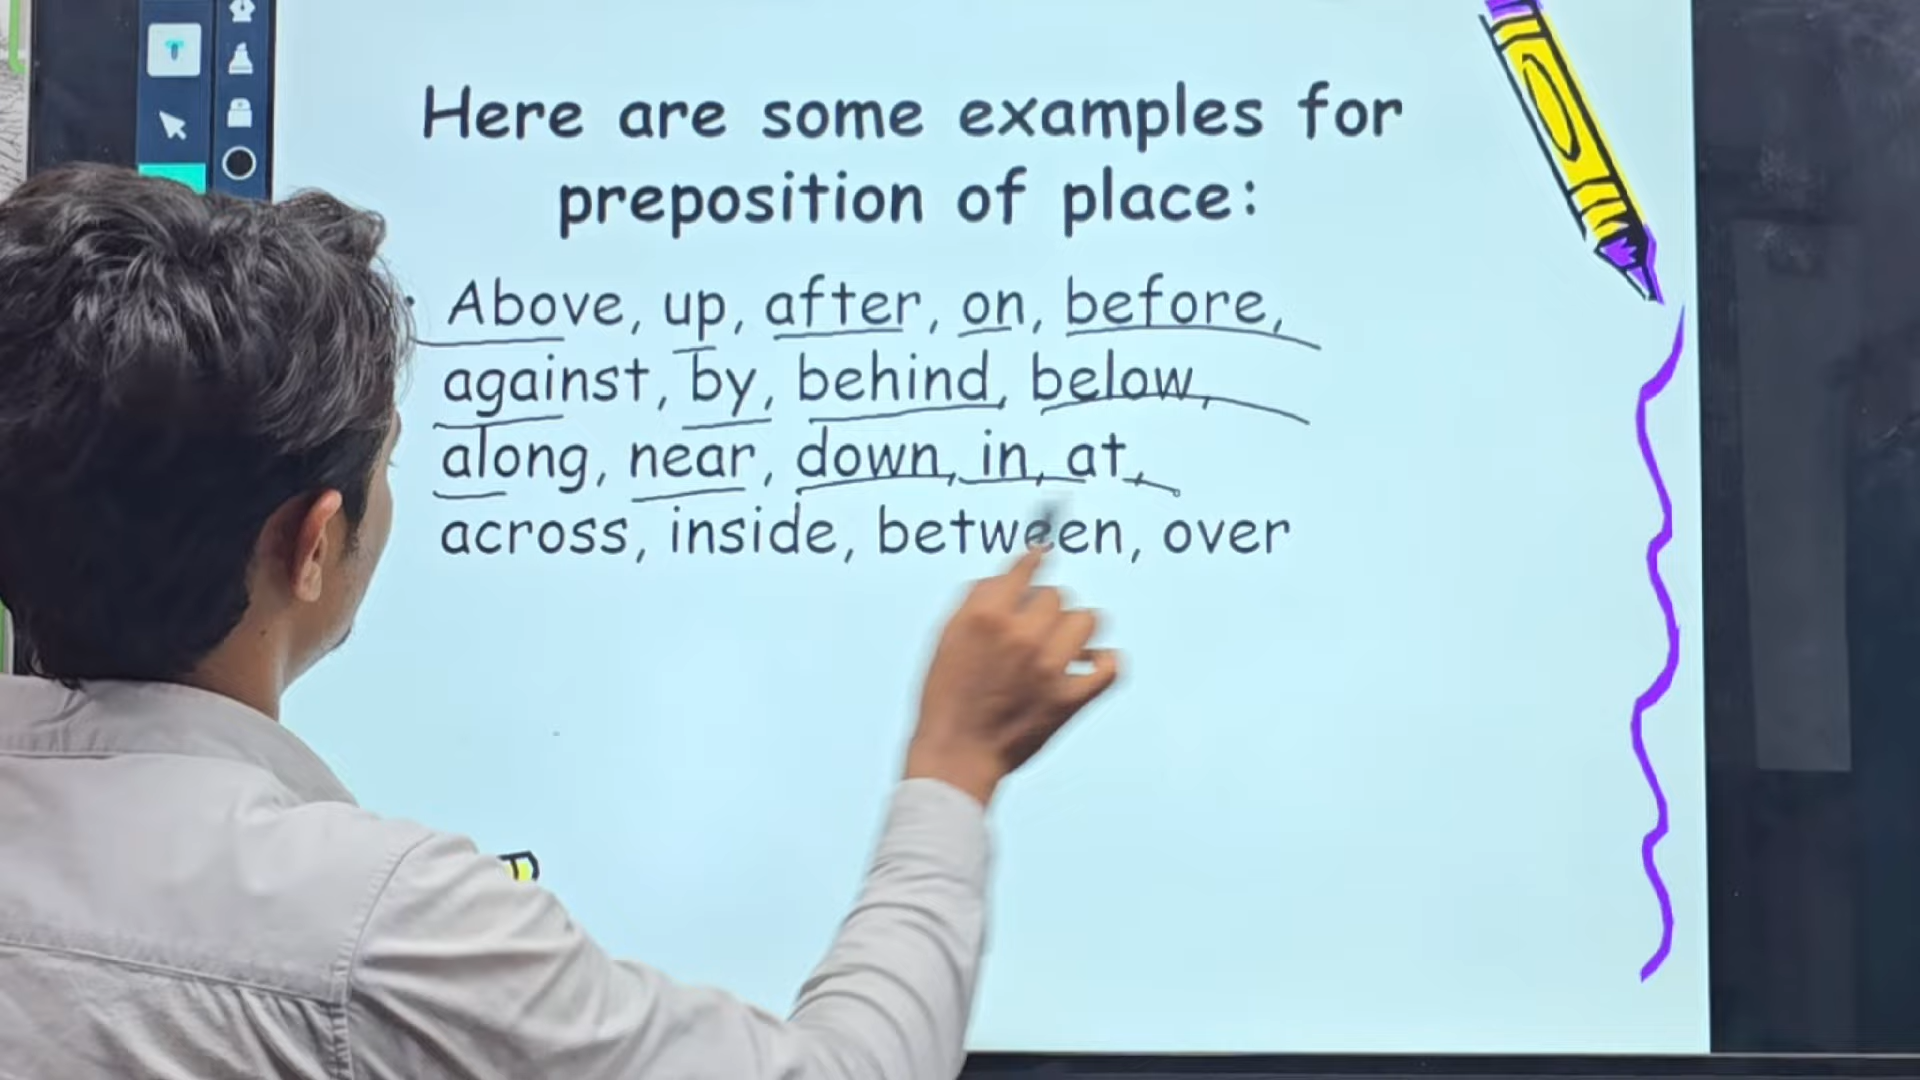 Here are some examples for
preposition of place:
• Above, up, after, on, before,
against, by, behind, below,
along, near, down, in, at,
across, inside, between, over